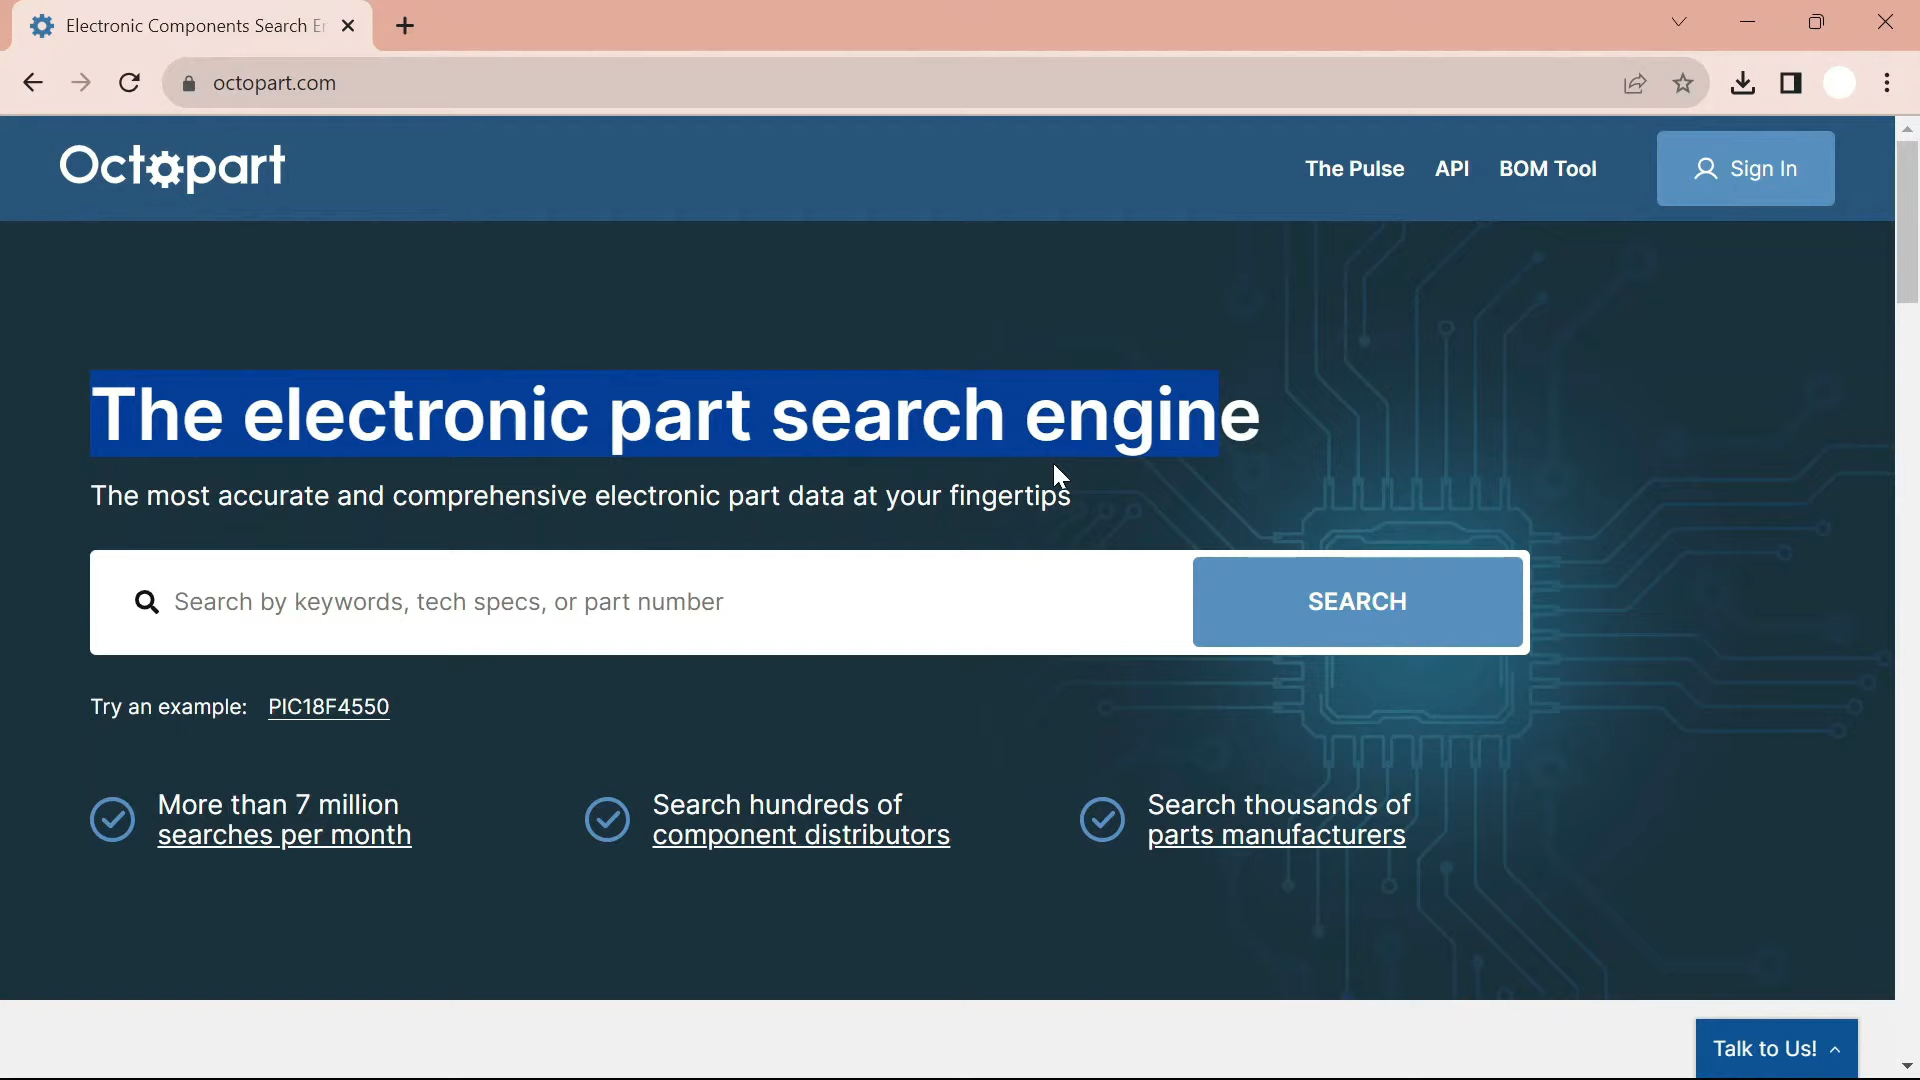 Electronic Components Search E
octopart.com
Octopart
The Pulse
API
BOM Tool
Sign In
The electronic part search engine
The most accurate and comprehensive electronic part data at your fingertips
Search by keywords, tech specs, or part number
SEARCH
Try an example: PIC18F4550
More than 7 million
searches per month
Search hundreds of
component distributors
Search thousands of
parts manufacturers
Talk to Us!